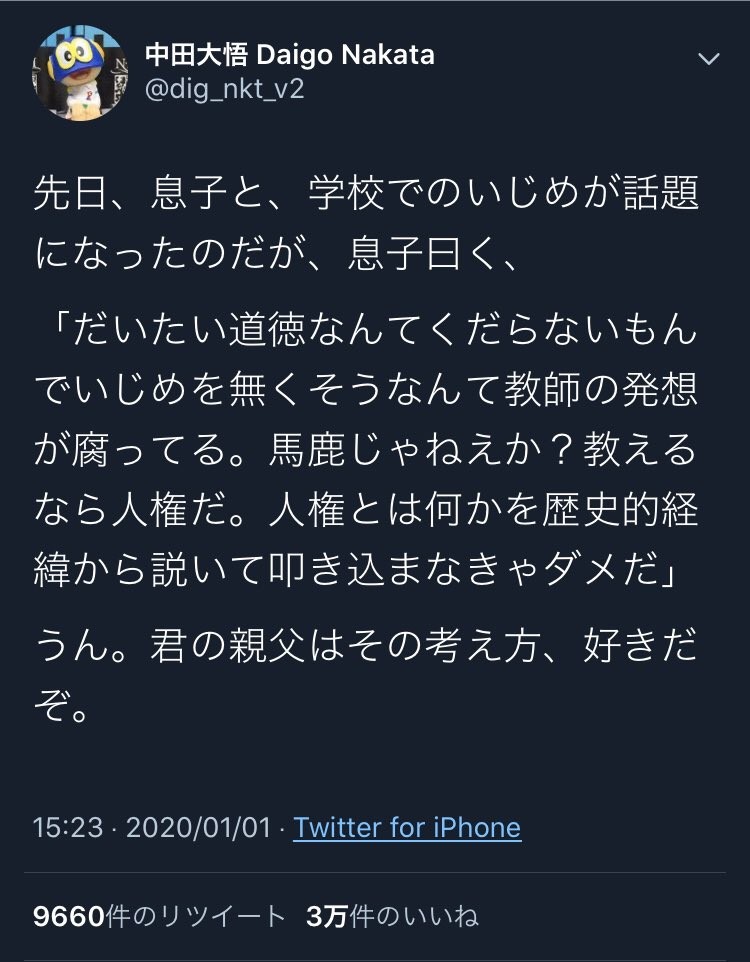 中田大悟 Daigo Nakata
@dig_nkt_v2
先日、息子と、学校でのいじめが話題
になったのだが、息子曰く、
「だいたい道徳なんてくだらないもん
でいじめを無くそうなんて教師の発想
が腐ってる。馬鹿じゃねえか？教える
なら人権だ。人権とは何かを歴史的経
緯から説いて叩き込まなきゃダメだ」
うん。君の親父はその考え方、好きだ
ぞ。
15:23 · 2020/01/01 · Twitter for iPhone
9660件のリツイート 3万件のいいね